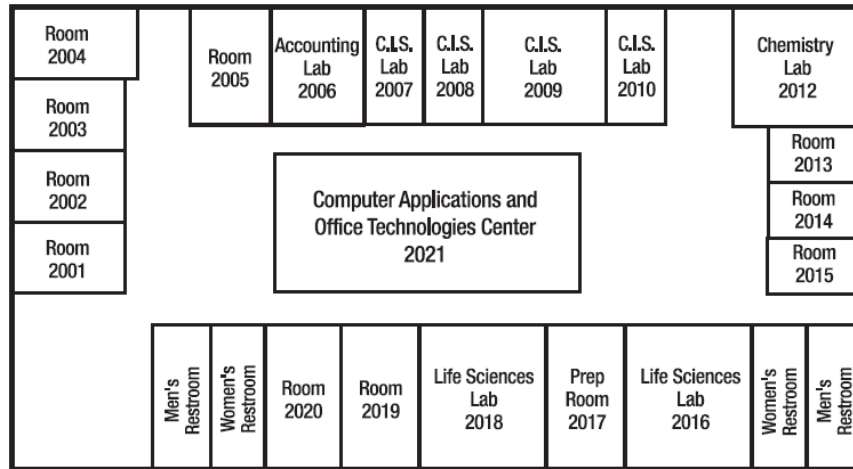 Room
2004
Room
2005
Accounting
Lab
2006
C.I.S.
Lab
2007
C.I.S.
Lab
2008
C.I.S.
Lab
2009
C.I.S.
Lab
2010
Chemistry
Lab
2012
Room
2003
Room
2013
Room
2002
Computer Applications and
Office Technologies Center
2021
Room
2014
Room
2001
Room
2015
Men's
Restroom
Women's
Restroom
Room
2020
Room
2019
Life Sciences
Lab
2018
Prep
Room
2017
Life Sciences
Lab
2016
Women's
Restroom
Men's
Restroom